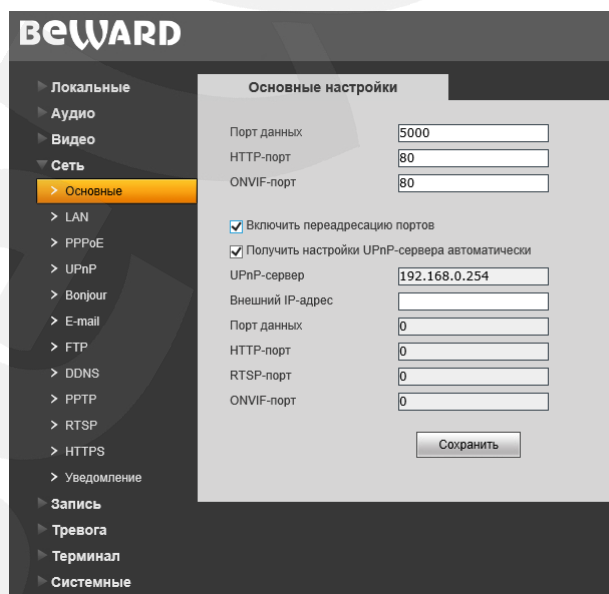 BEWARD
Локальные
Аудио
Видео
Сеть
> Основные
> LAN
> PPPoE
> UPnP
> Bonjour
> E-mail
> FTP
> DDNS
> PPTP
> RTSP
> HTTPS
> Уведомление
Запись
Тревога
Терминал
Системные
Основные настройки
Порт данных 5000
HTTP-порт 80
ONVIF-порт 80
Включить переадресацию портов
Получить настройки UPnP-сервера автоматически
UPnP-сервер 192.168.0.254
Внешний IP-адрес
Порт данных 0
HTTP-порт 0
RTSP-порт 0
ONVIF-порт 0
Сохранить